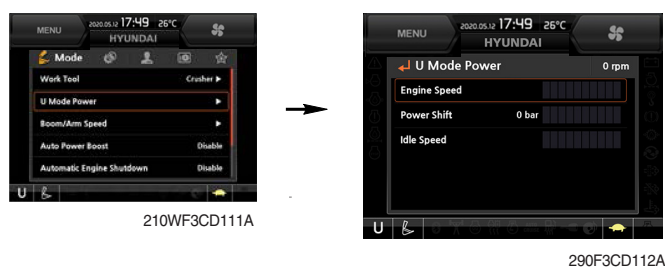 MENU
2020.05.12 17:49 26°C
HYUNDAI
Mode
Work Tool
Crusher ▶
U Mode Power ▶
Boom/Arm Speed ▶
Auto Power Boost
Disable
Automatic Engine Shutdown
Disable
U
210WF3CD111A
MENU
2020.05.12 17:49 26°C
HYUNDAI
U Mode Power
0 rpm
Engine Speed
Power Shift
0 bar
Idle Speed
U
290F3CD112A